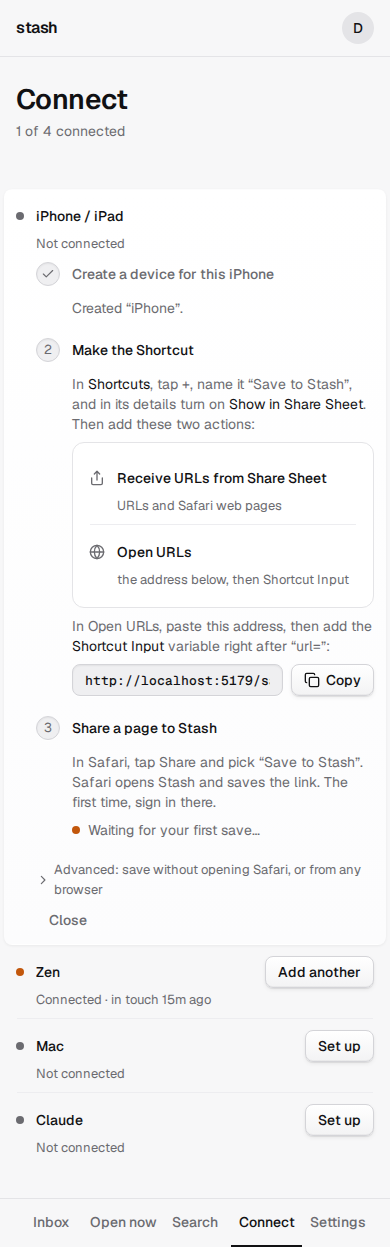 stash
D
Connect
1 of 4 connected
iPhone / iPad
Not connected
Create a device for this iPhone
Created “iPhone”.
2
Make the Shortcut
In Shortcuts, tap +, name it “Save to Stash”,
and in its details turn on Show in Share Sheet.
Then add these two actions:
Receive URLs from Share Sheet
URLs and Safari web pages
Open URLs
the address below, then Shortcut Input
In Open URLs, paste this address, then add the
Shortcut Input variable right after “url=”:
http://localhost:5179/s
Copy
3
Share a page to Stash
In Safari, tap Share and pick “Save to Stash”.
Safari opens Stash and saves the link. The
first time, sign in there.
Waiting for your first save…
Advanced: save without opening Safari, or from any
browser
Close
Zen
Add another
Connected · in touch 15m ago
Mac
Set up
Not connected
Claude
Set up
Not connected
Inbox
Open now
Search
Connect
Settings